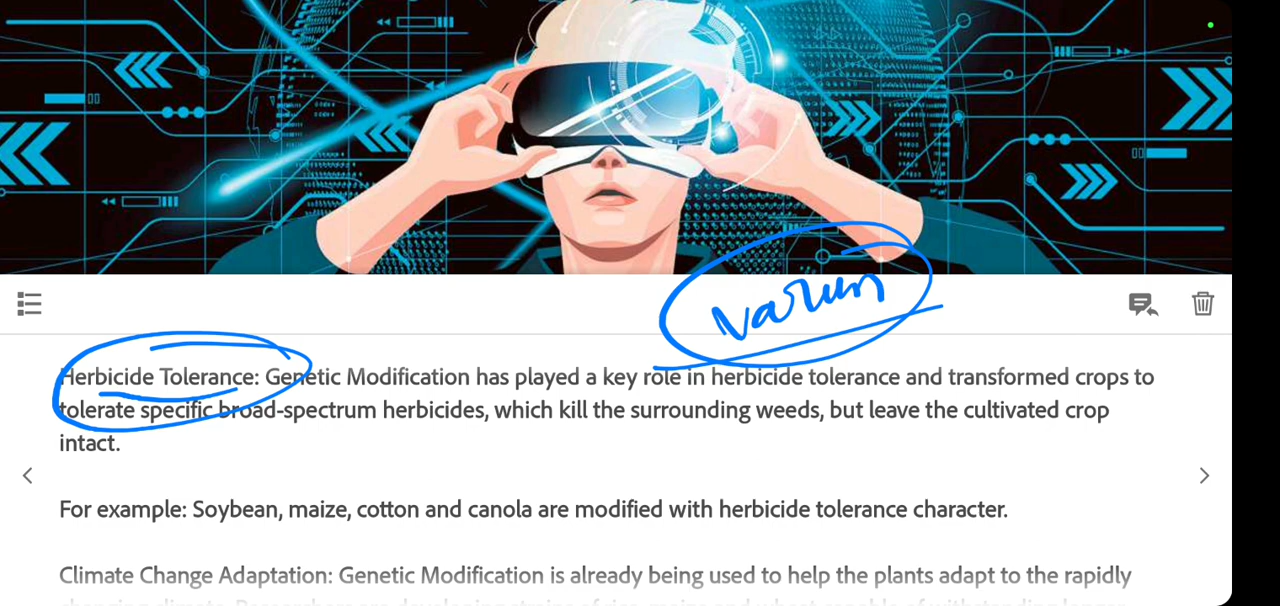 Varun
Herbicide Tolerance: Genetic Modification has played a key role in herbicide tolerance and transformed crops to
tolerate specific broad-spectrum herbicides, which kill the surrounding weeds, but leave the cultivated crop
intact.
For example: Soybean, maize, cotton and canola are modified with herbicide tolerance character.
Climate Change Adaptation: Genetic Modification is already being used to help the plants adapt to the rapidly